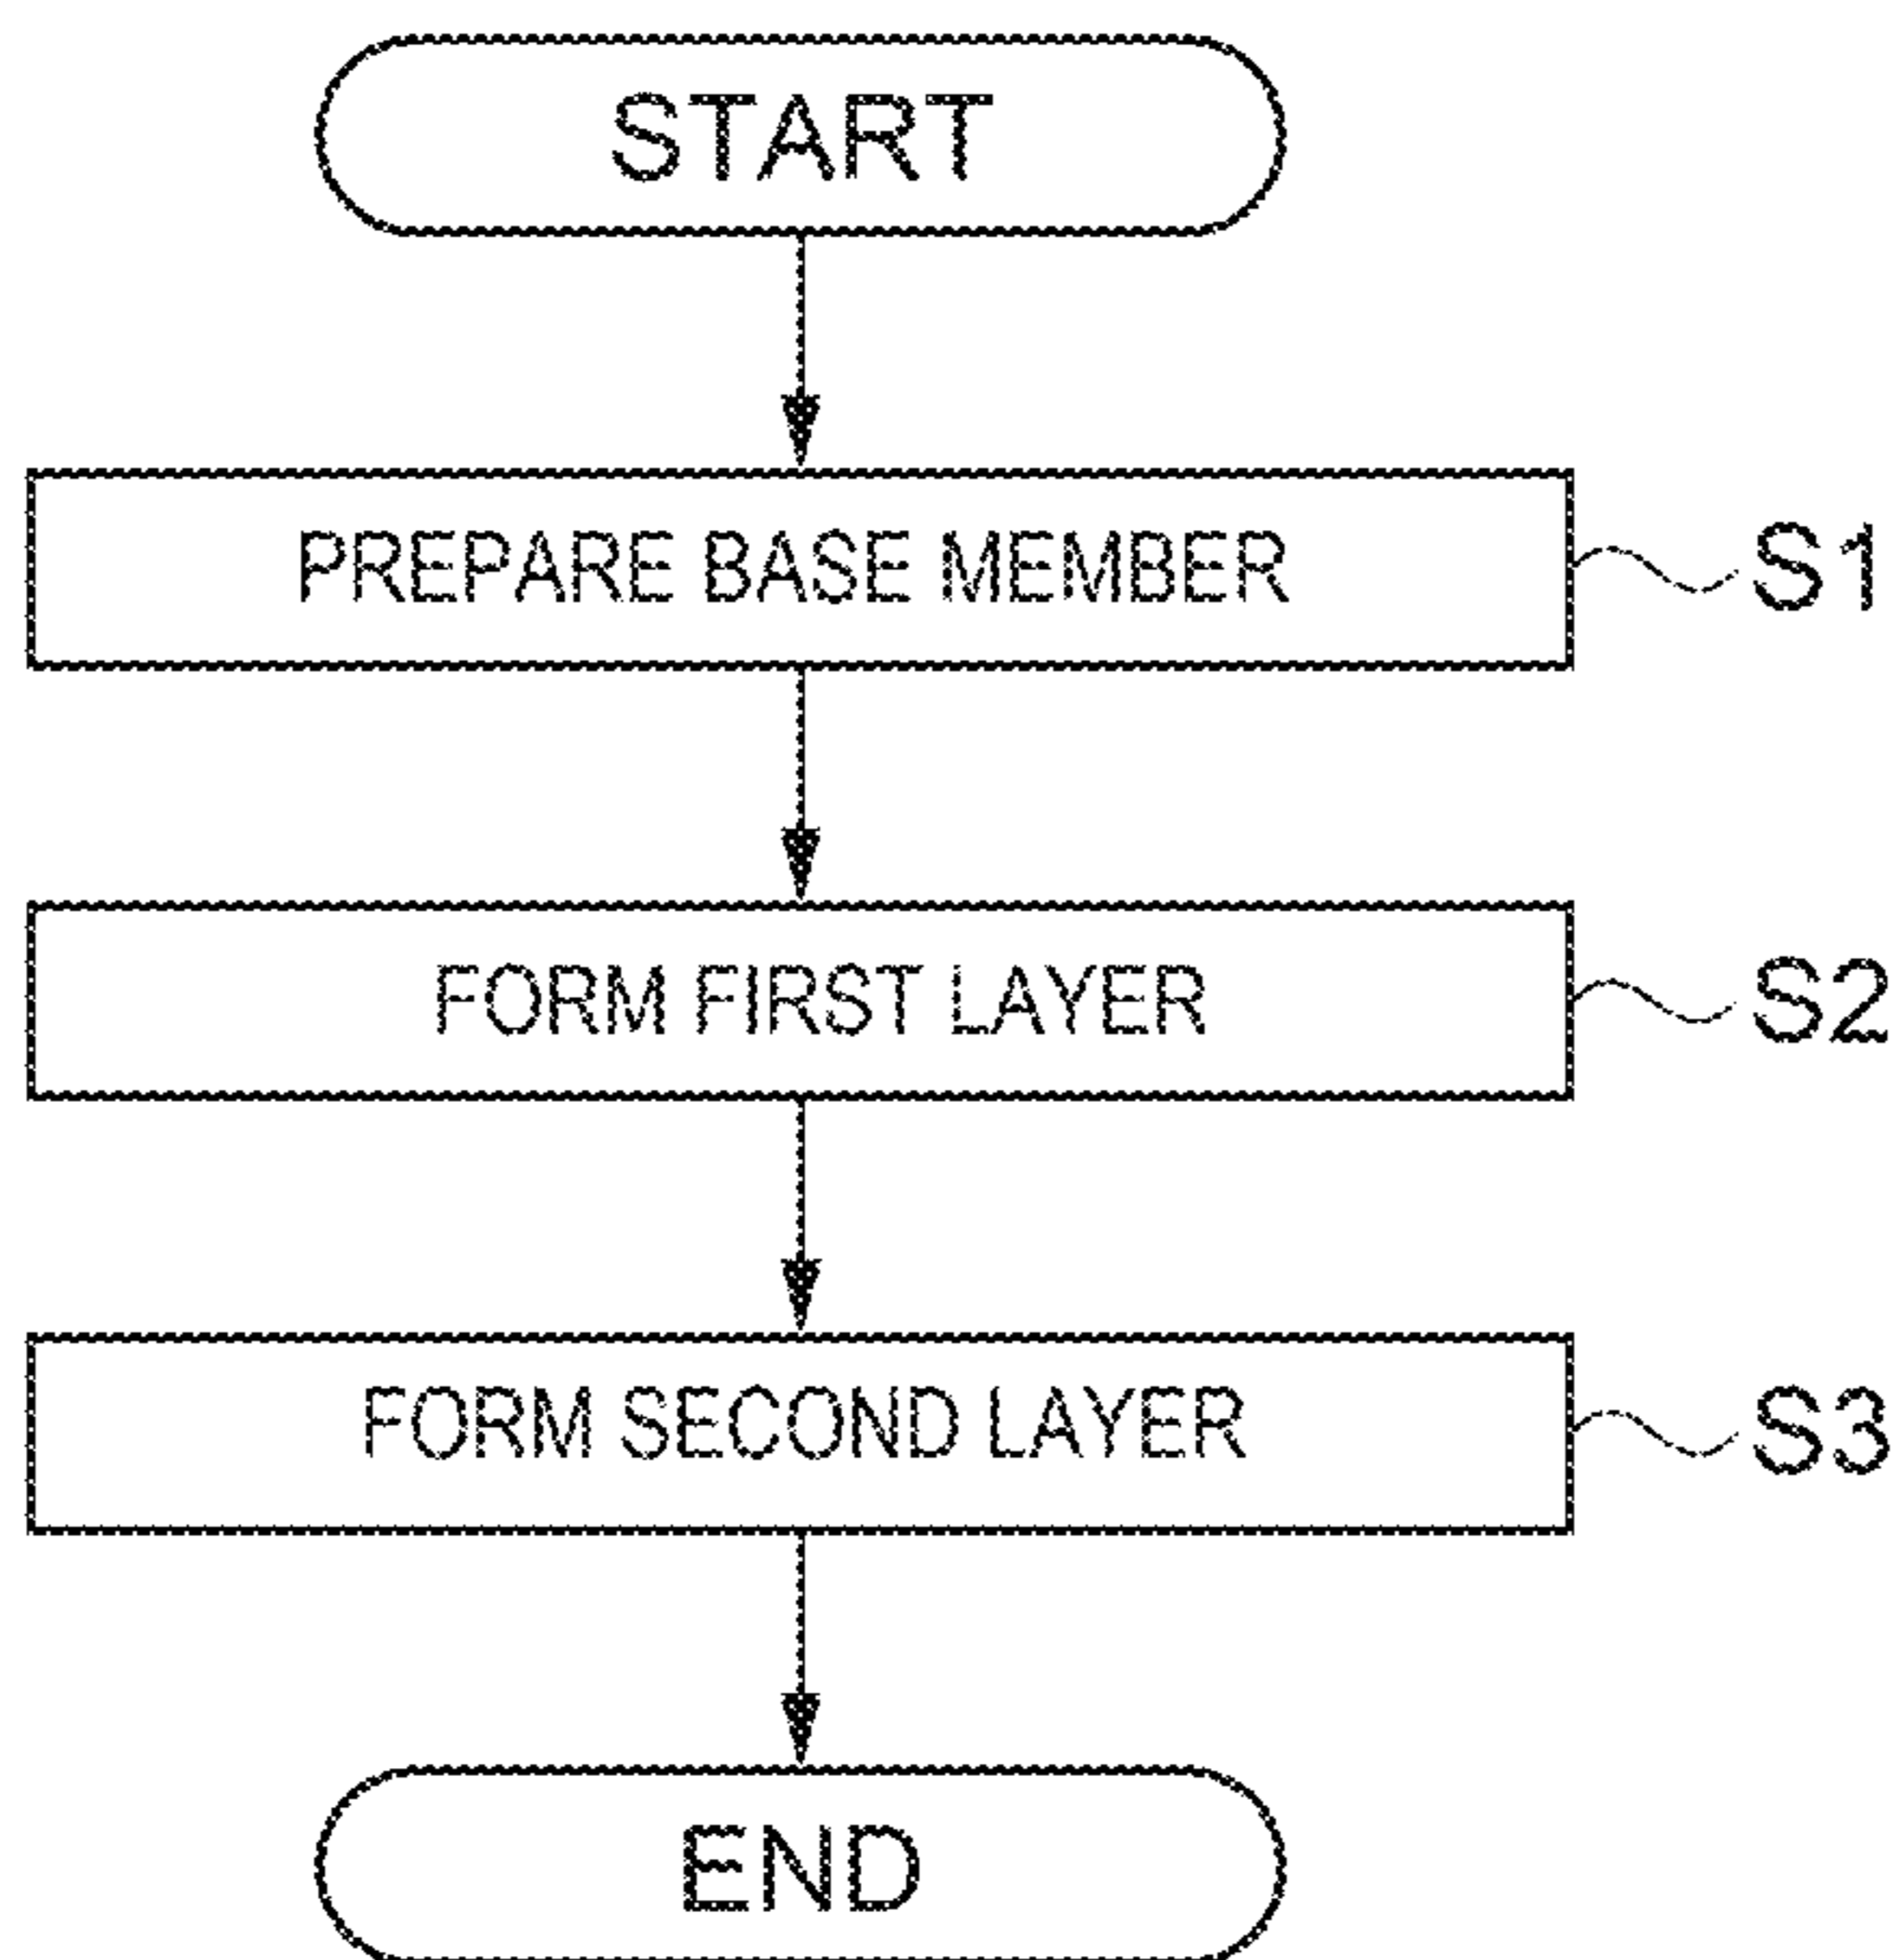 START
PREPARE BASE MEMBER
S1
FORM FIRST LAYER
S2
FORM SECOND LAYER
S3
END